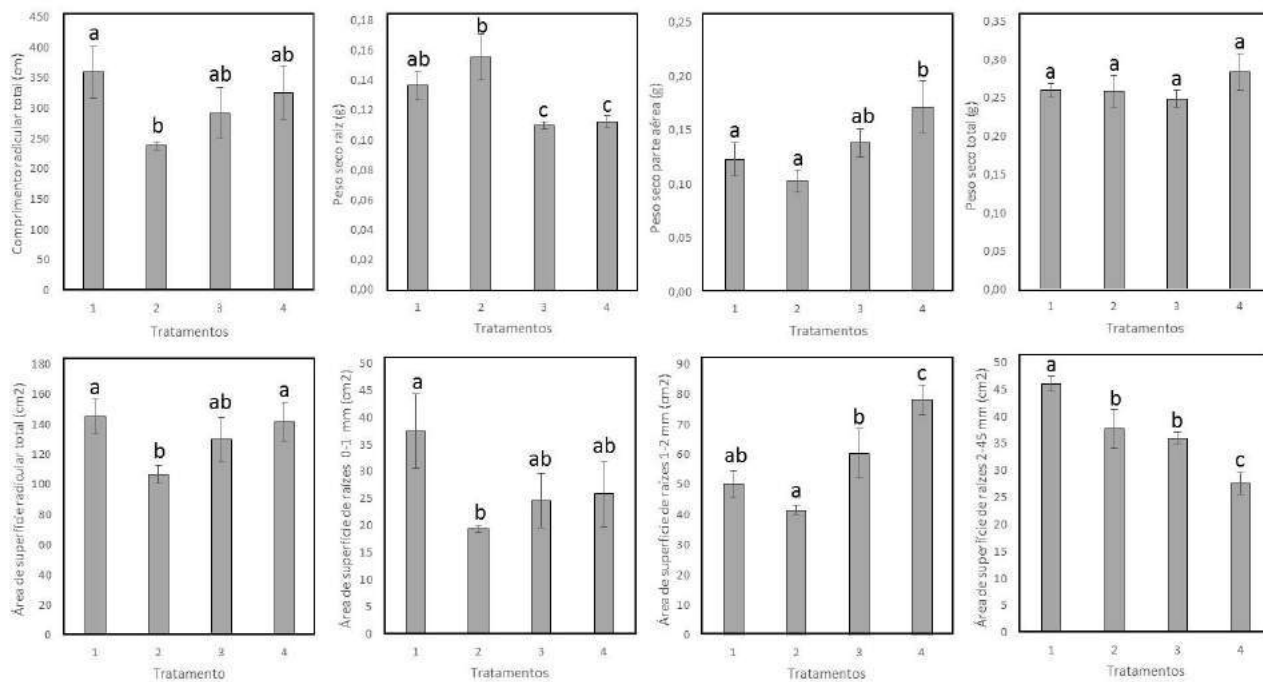 Comprimento radicular total (cm)
450
400
350
300
250
200
150
100
50
0
a
b
ab
ab
1 2 3 4
Tratamentos
Peso seco raiz (g)
0,18
0,16
0,14
0,12
0,10
0,08
0,06
0,04
0,02
0,00
ab
b
c
c
1 2 3 4
Tratamentos
Peso seco parte aérea (g)
0,25
0,20
0,15
0,10
0,05
0,00
a
a
ab
b
1 2 3 4
Tratamentos
Peso seco total (g)
0,35
0,30
0,25
0,20
0,15
0,10
0,05
0,00
a
a
a
a
1 2 3 4
Tratamentos
Área de superfície radicular total (cm2)
180
160
140
120
100
80
60
40
20
0
a
b
ab
a
1 2 3 4
Tratamento
Área de superfície de raízes 0-1 mm (cm2)
50
45
40
35
30
25
20
15
10
5
0
a
b
ab
ab
1 2 3 4
Tratamentos
Área de superfície de raízes 1-2 mm (cm2)
90
80
70
60
50
40
30
20
10
0
ab
a
b
c
1 2 3 4
Tratamentos
Área de superfície de raízes 2-45 mm (cm2)
50
45
40
35
30
25
20
15
10
5
0
a
b
b
c
1 2 3 4
Tratamentos